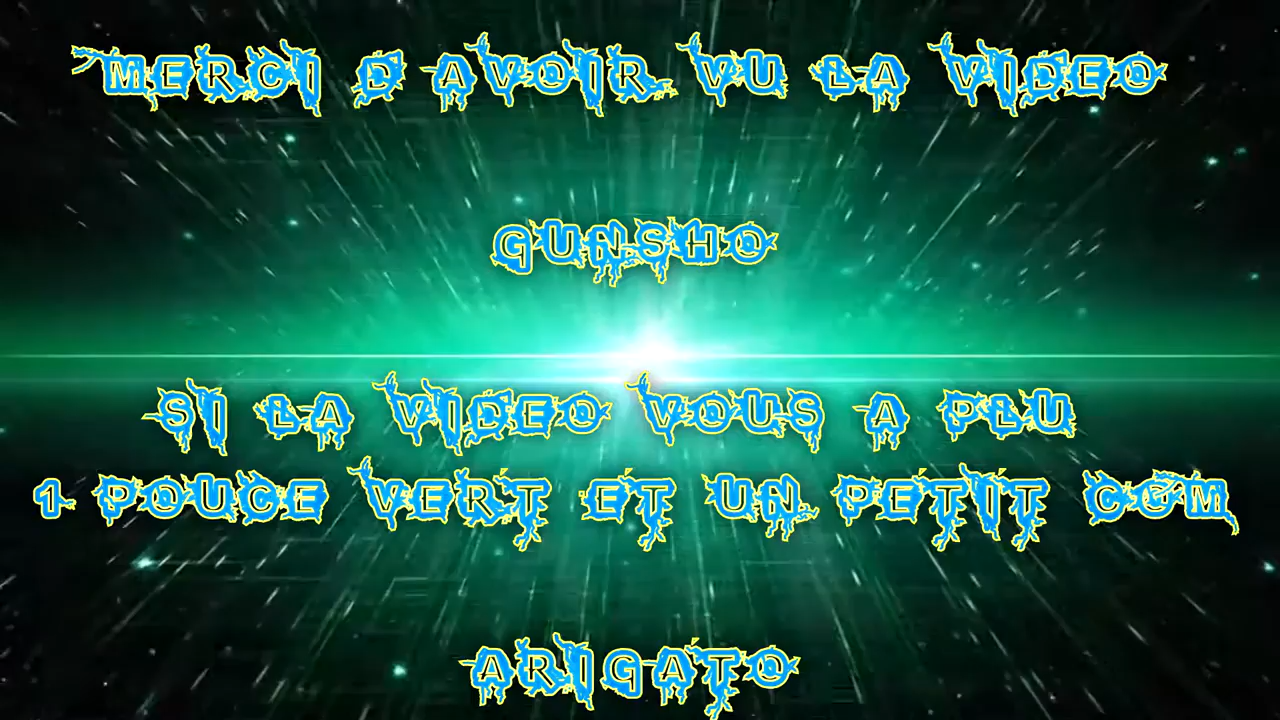 MERCI D AVOIR VU LA VIDEO
GUNSHO
SI LA VIDEO VOUS A PLU
1 POUCE VERT ET UN PETIT COM
ARIGATO